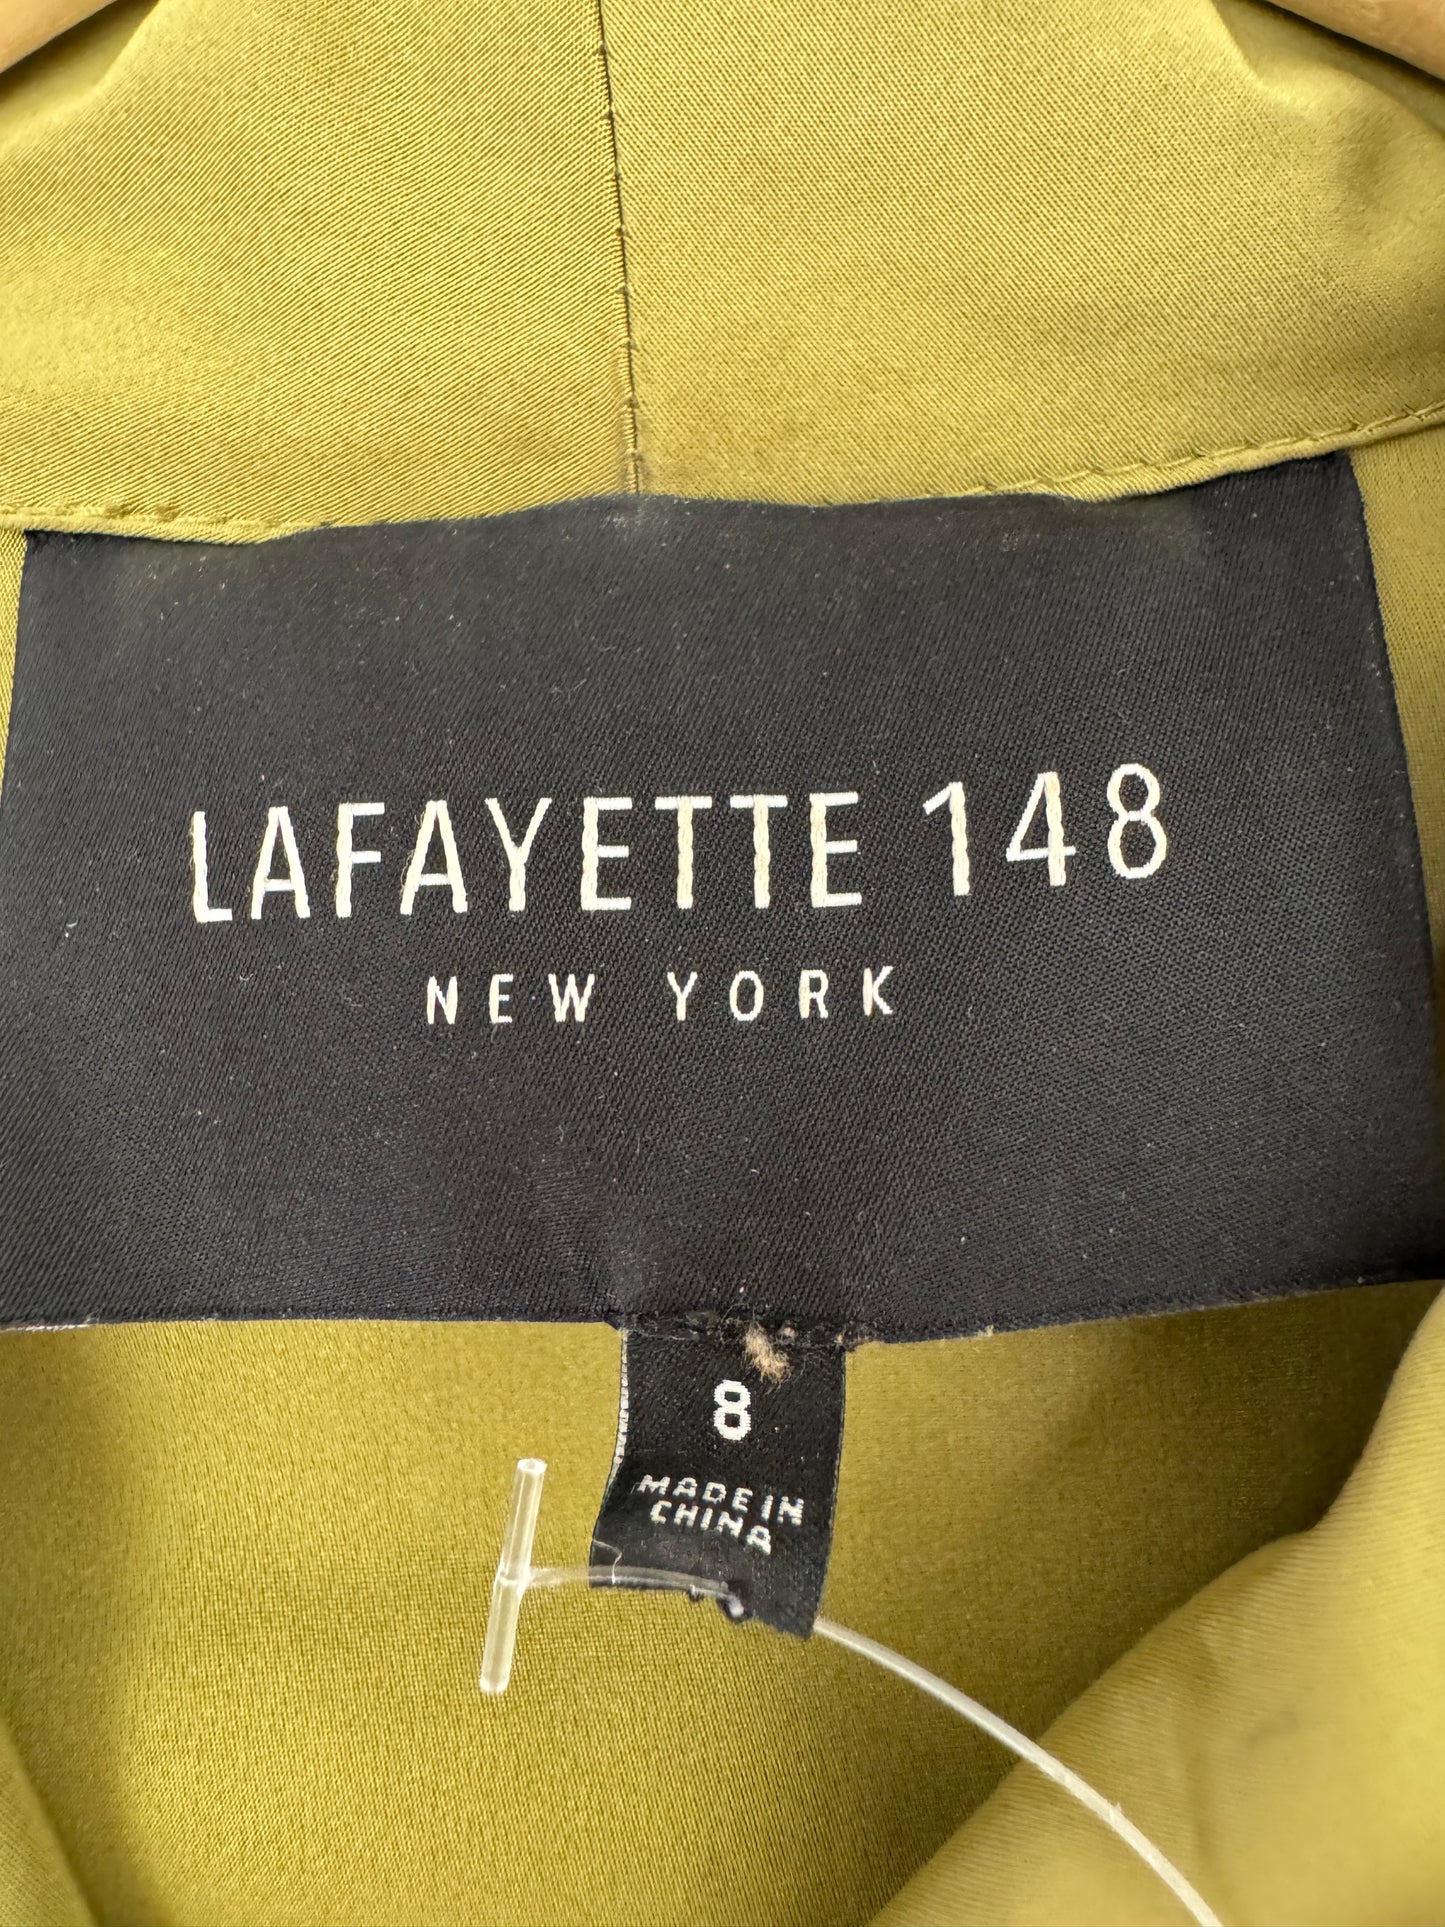 LAFAYETTE 148
NEW YORK
8
MADE IN
CHINA